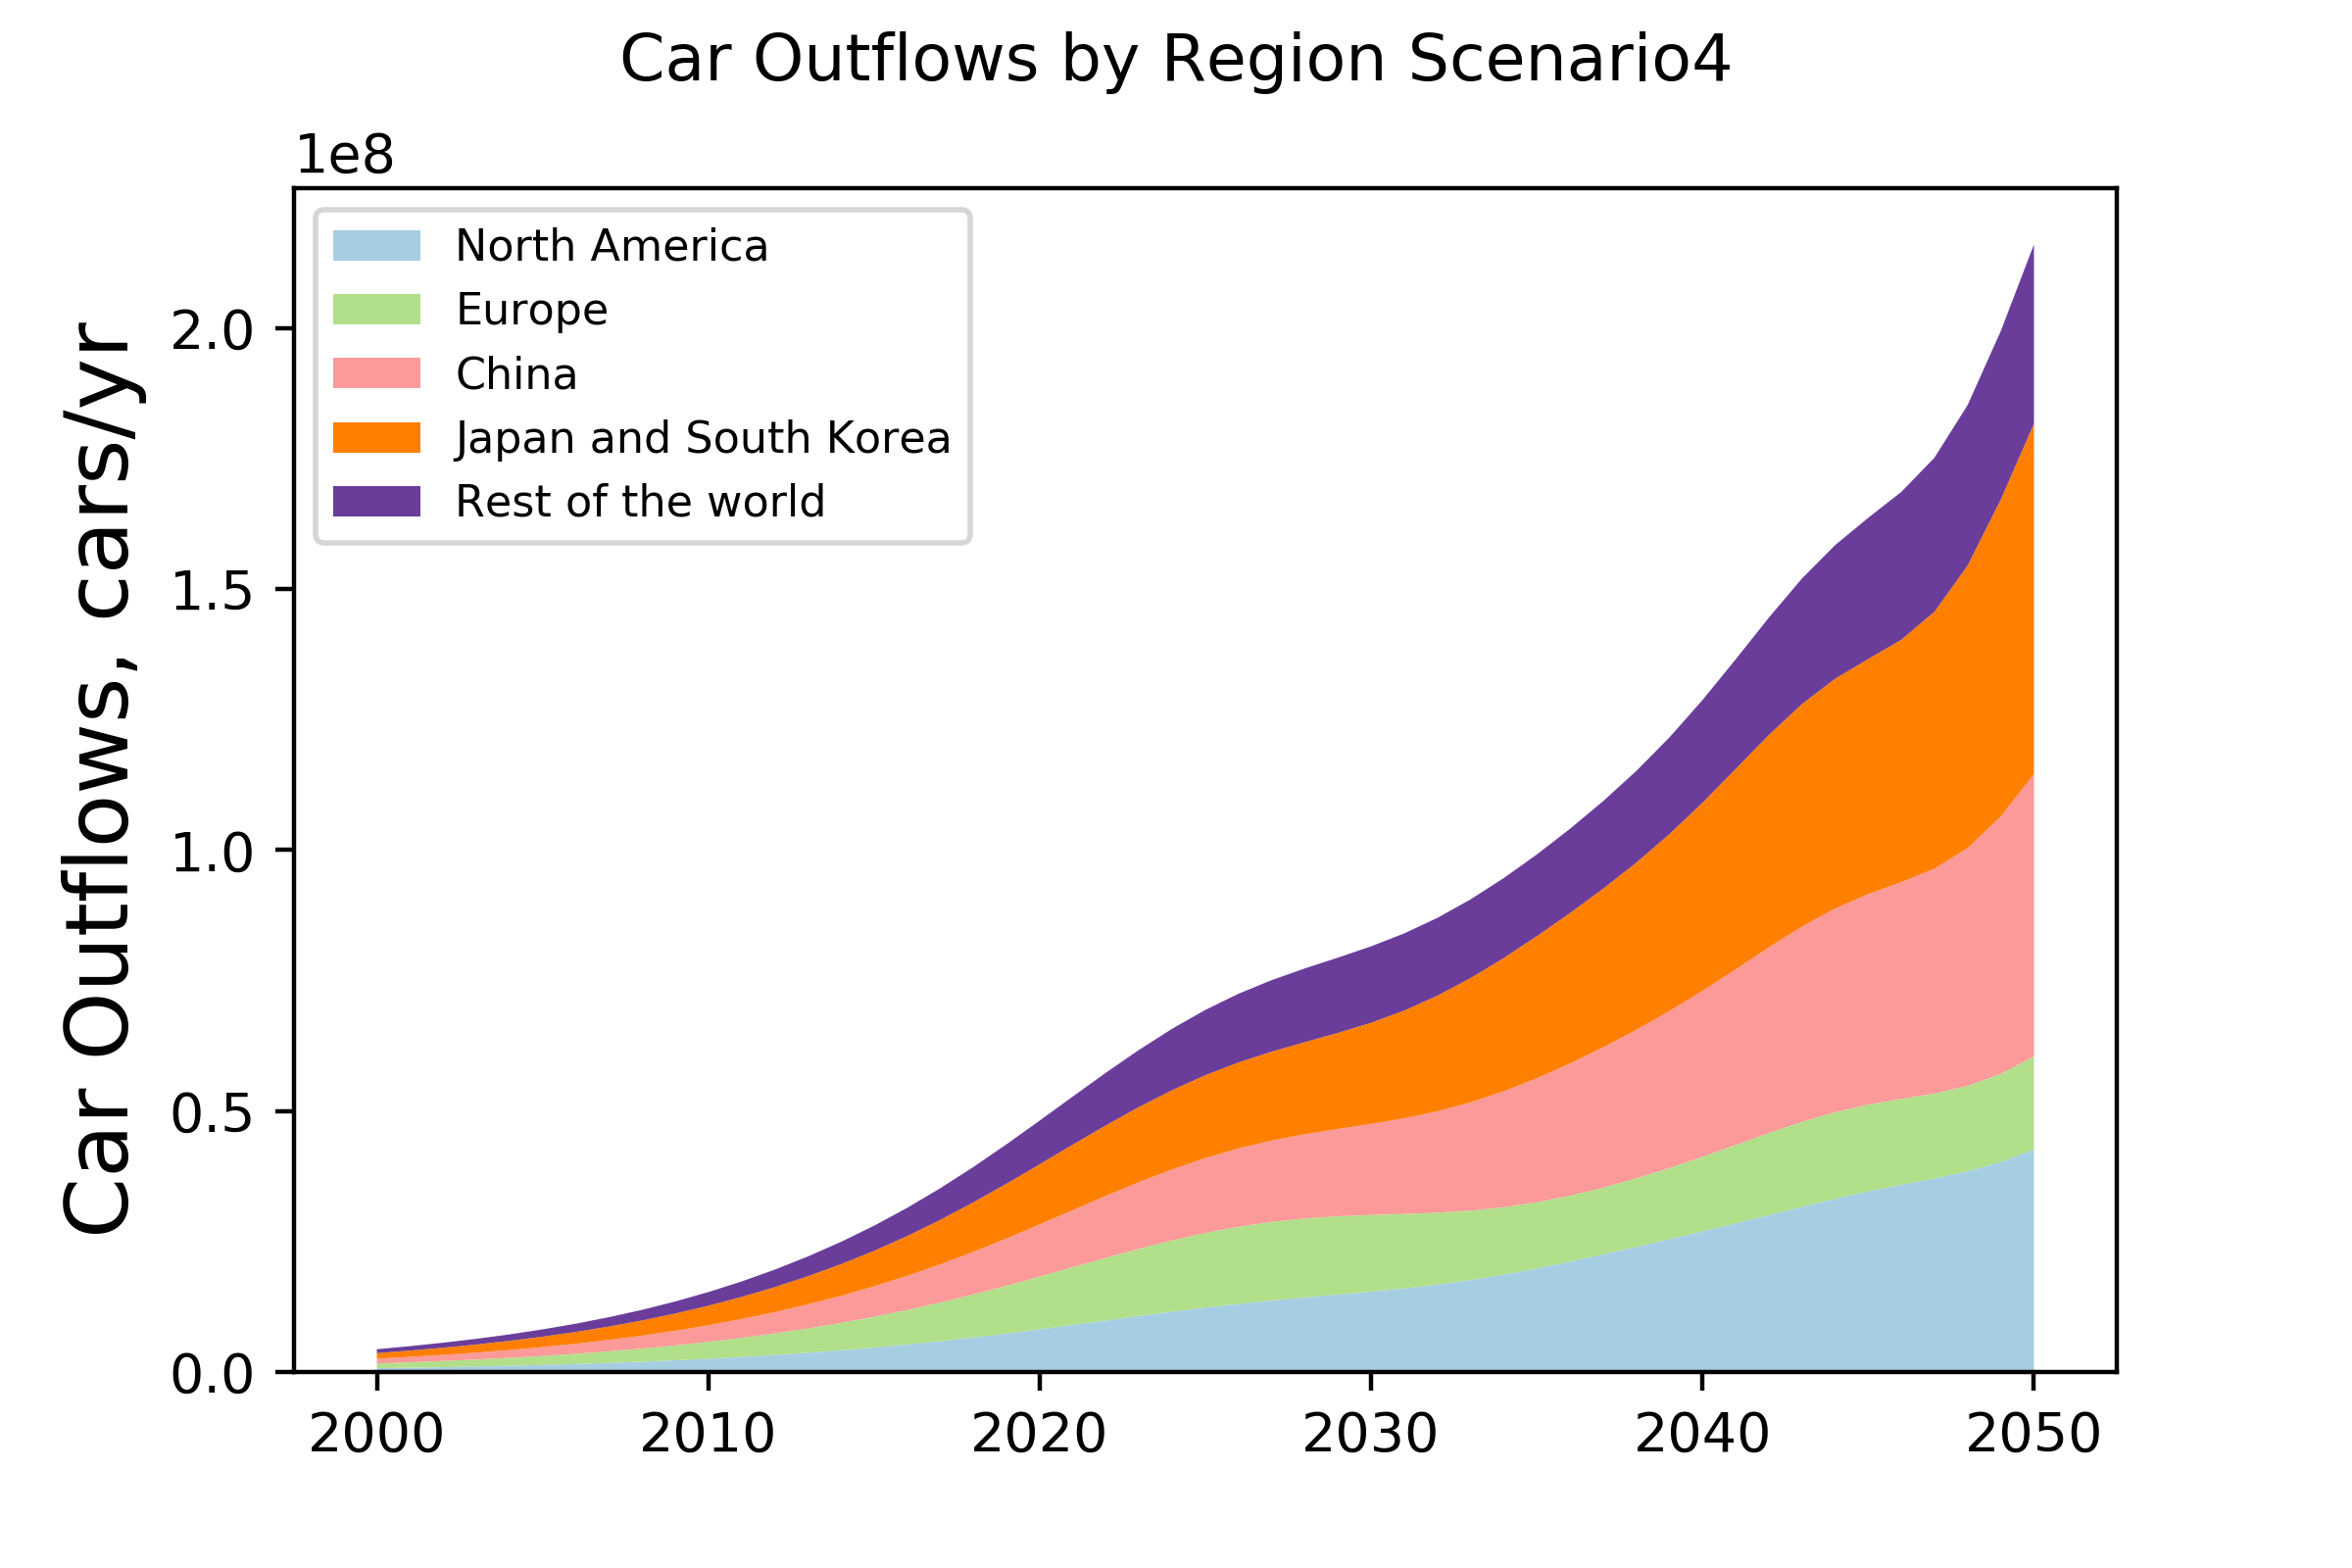 Car Outflows by Region Scenario4
1e8
North America
Europe
China
Japan and South Korea
Rest of the world
Car Outflows, cars/yr
2.0
1.5
1.0
0.5
0.0
2000 2010 2020 2030 2040 2050